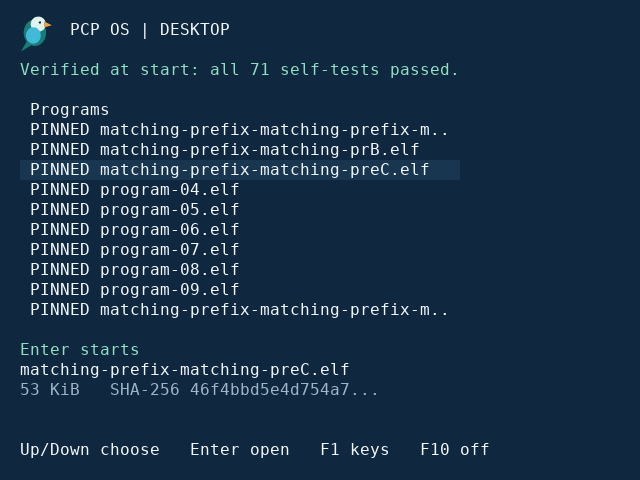 PCP OS | DESKTOP
Verified at start: all 71 self-tests passed.
Programs
PINNED matching-prefix-matching-prefix-m..
PINNED matching-prefix-matching-prB.elf
PINNED matching-prefix-matching-preC.elf
PINNED program-04.elf
PINNED program-05.elf
PINNED program-06.elf
PINNED program-07.elf
PINNED program-08.elf
PINNED program-09.elf
PINNED matching-prefix-matching-prefix-m..
Enter starts
matching-prefix-matching-preC.elf
53 KiB   SHA-256 46f4bbd5e4d754a7...
Up/Down choose   Enter open   F1 keys   F10 off